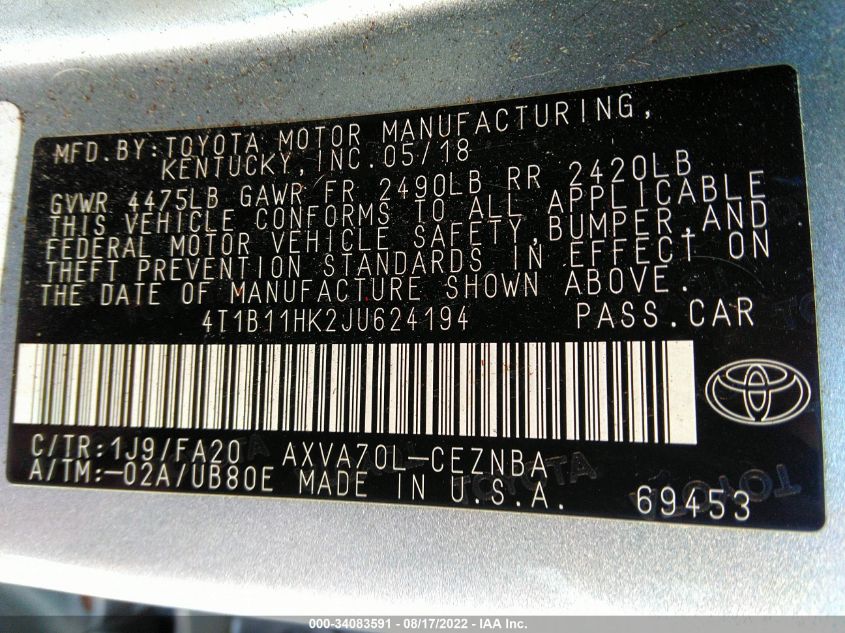 MFD.BY:TOYOTA MOTOR MANUFACTURING,
KENTUCKY,INC.05/18
GVWR 4475LB GAWR FR 2490LB RR 2420LB
THIS VEHICLE CONFORMS TO ALL APPLICABLE
FEDERAL MOTOR VEHICLE SAFETY,BUMPER,AND
THEFT PREVENTION STANDARDS IN EFFECT ON
THE DATE OF MANUFACTURE SHOWN ABOVE.
4T1B11HK2JU624194 PASS.CAR
C/TR:1J9/FA20 AXVA70L-CEZNBA
A/TM:-02A/UB80E MADE IN U.S.A. 69453
TOYOTA TOYOTA
000-34083591 - 08/17/2022 - IAA Inc.